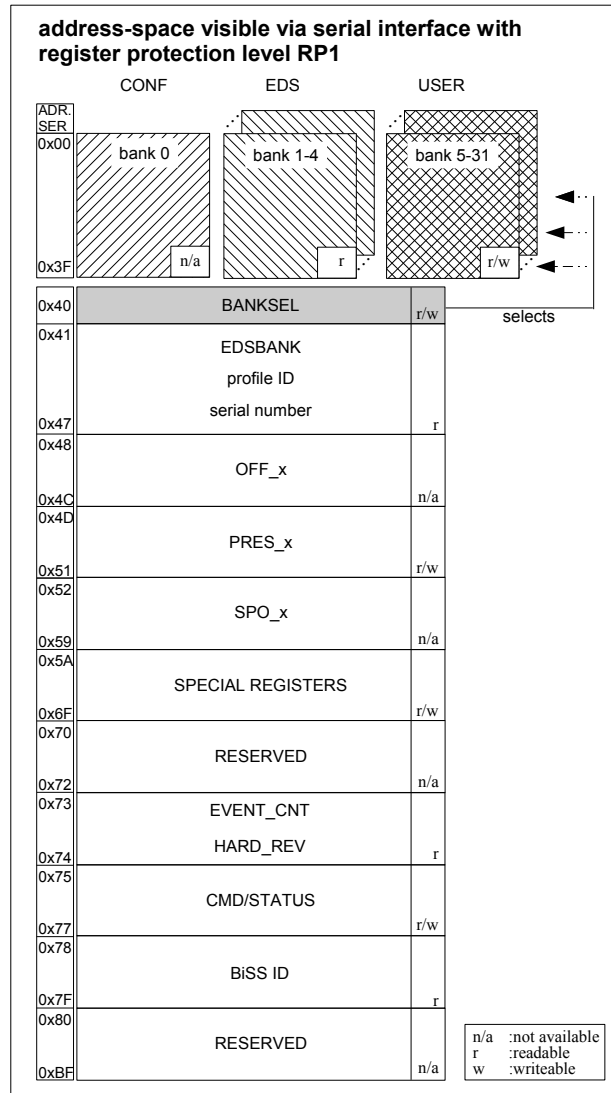 address-space visible via serial interface with
register protection level RP1
CONF EDS USER
ADR.
SER
0x00
bank 0 bank 1-4 bank 5-31
0x3F n/a r r/w
0x40 BANKSEL r/w selects
0x41
EDSBANK
profile ID
serial number
0x47 r
0x48
OFF_x
0x4C n/a
0x4D
PRES_x
0x51 r/w
0x52
SPO_x
0x59 n/a
0x5A
SPECIAL REGISTERS
0x6F r/w
0x70
RESERVED
0x72 n/a
0x73
EVENT_CNT
HARD_REV
0x74 r
0x75
CMD/STATUS
0x77 r/w
0x78
BiSS ID
0x7F r
0x80
RESERVED
0xBF n/a
n/a :not available
r :readable
w :writeable